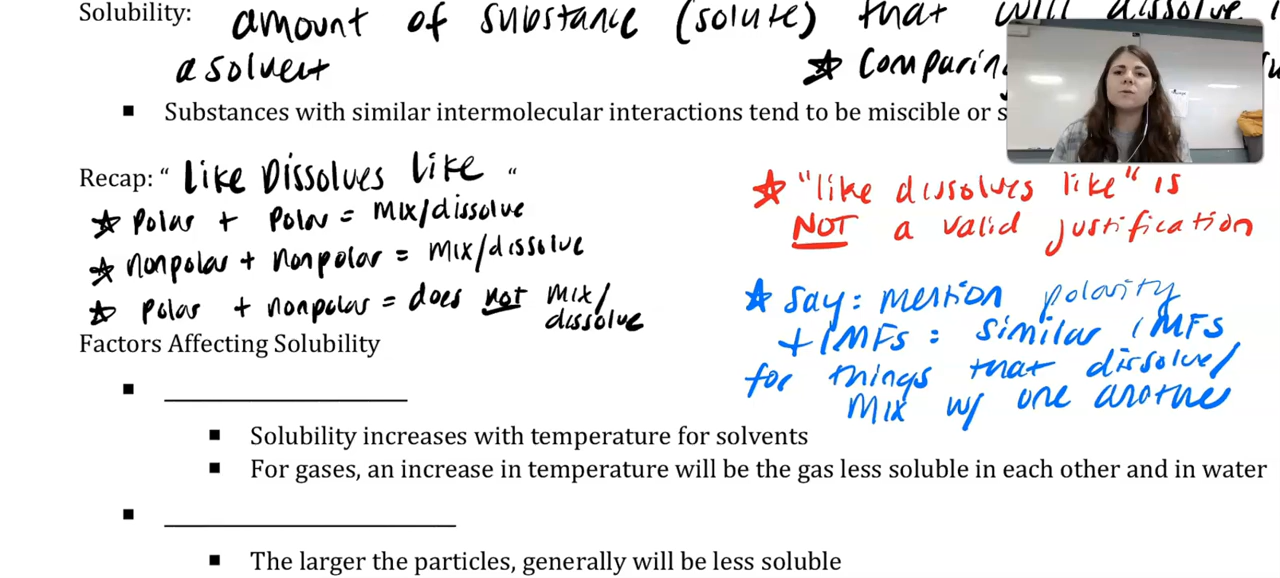 Solubility: amount of substance (solute) that will dissolve
a solvent
★ Comparing
■ Substances with similar intermolecular interactions tend to be miscible or s
Recap: " Like Dissolves Like "
★ Polar + Polar = Mix/dissolve
★ nonpolar + nonpolar = mix/dissolve
★ Polar + nonpolar = does not mix/
dissolve
★ "like dissolves like" is
NOT a valid justification
★ Say: mention polarity
+ IMFs: similar IMFs
for things that dissolve/
mix w/ one another
Factors Affecting Solubility
■ ____________________
■ Solubility increases with temperature for solvents
■ For gases, an increase in temperature will be the gas less soluble in each other and in water
■ ________________________
■ The larger the particles, generally will be less soluble